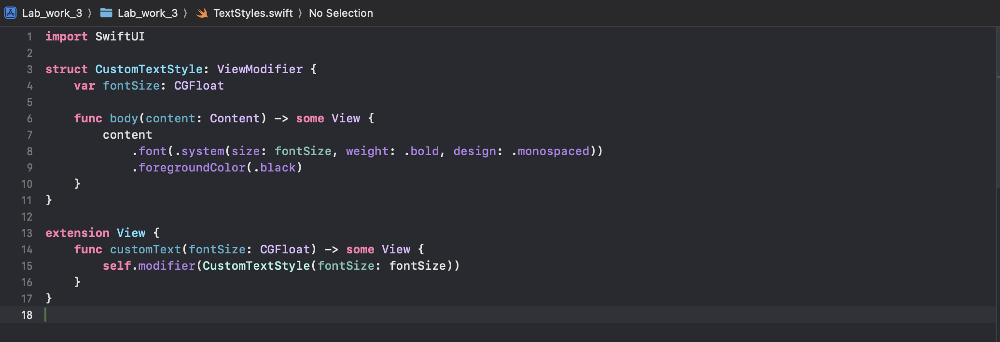 Lab_work_3 〉 Lab_work_3 〉 TextStyles.swift 〉 No Selection
1 import SwiftUI
2
3 struct CustomTextStyle: ViewModifier {
4     var fontSize: CGFloat
5
6     func body(content: Content) -> some View {
7         content
8             .font(.system(size: fontSize, weight: .bold, design: .monospaced))
9             .foregroundColor(.black)
10     }
11 }
12
13 extension View {
14     func customText(fontSize: CGFloat) -> some View {
15         self.modifier(CustomTextStyle(fontSize: fontSize))
16     }
17 }
18